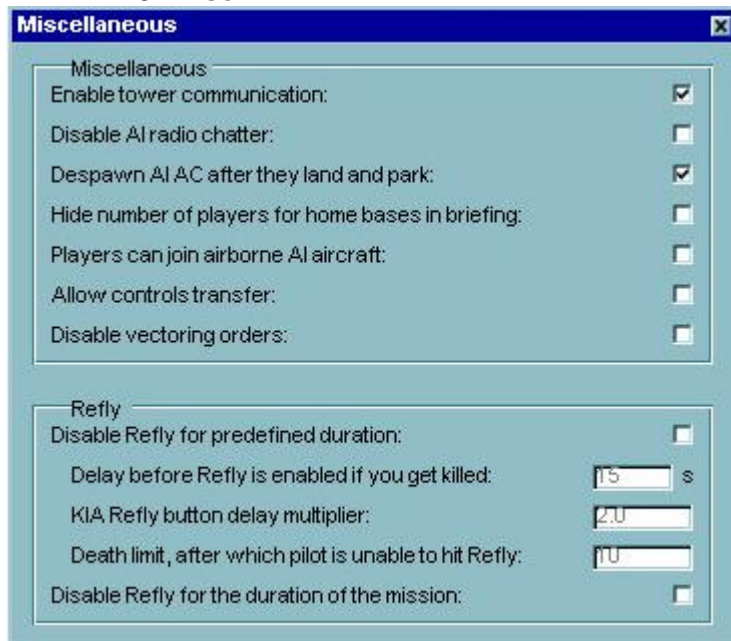 Miscellaneous
Miscellaneous
Enable tower communication:
Disable AI radio chatter:
Despawn AI AC after they land and park:
Hide number of players for home bases in briefing:
Players can join airborne AI aircraft:
Allow controls transfer:
Disable vectoring orders:
Refly
Disable Refly for predefined duration:
Delay before Refly is enabled if you get killed: 15 s
KIA Refly button delay multiplier: 2.0
Death limit, after which pilot is unable to hit Refly: 10
Disable Refly for the duration of the mission: